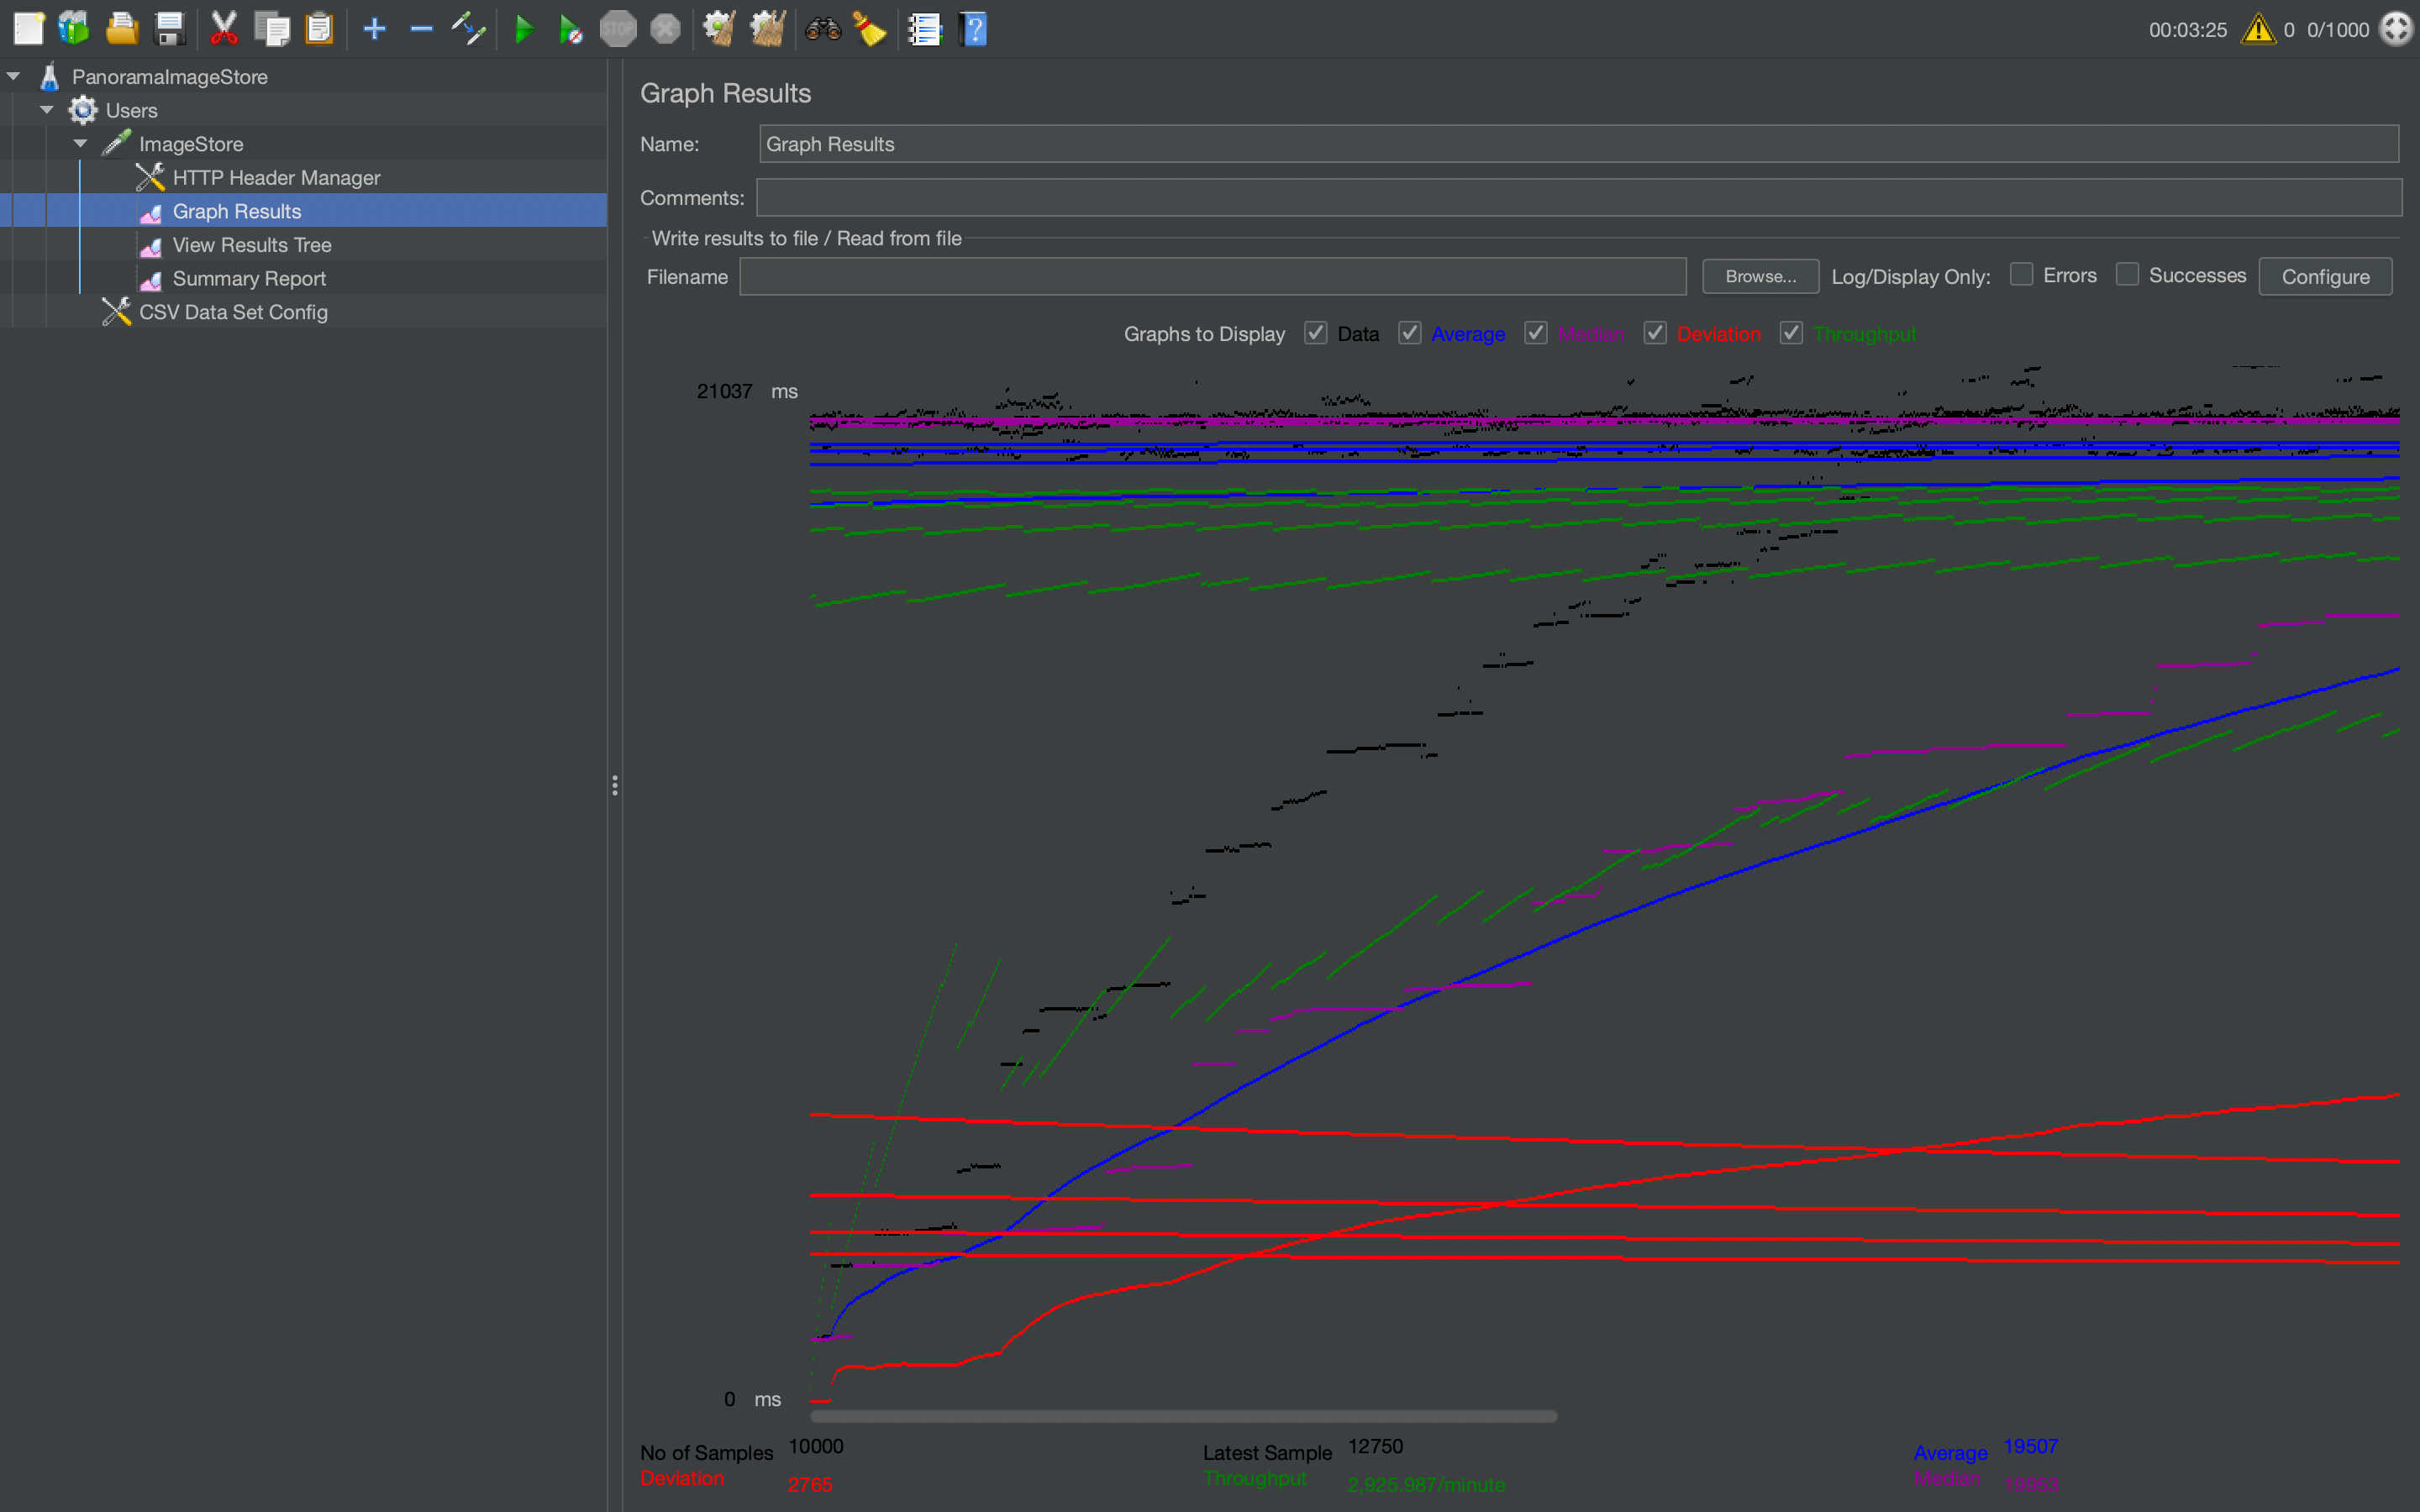 STOP
00:03:25 0 0/1000
PanoramaImageStore
Users
ImageStore
HTTP Header Manager
Graph Results
View Results Tree
Summary Report
CSV Data Set Config
Graph Results
Name: Graph Results
Comments:
Write results to file / Read from file
Filename Browse... Log/Display Only: Errors Successes Configure
Graphs to Display Data Average Median Deviation Throughput
21037 ms
0 ms
No of Samples 10000 Latest Sample 12750 Average 19507
Deviation 2765 Throughput 2,925.987/minute Median 19953